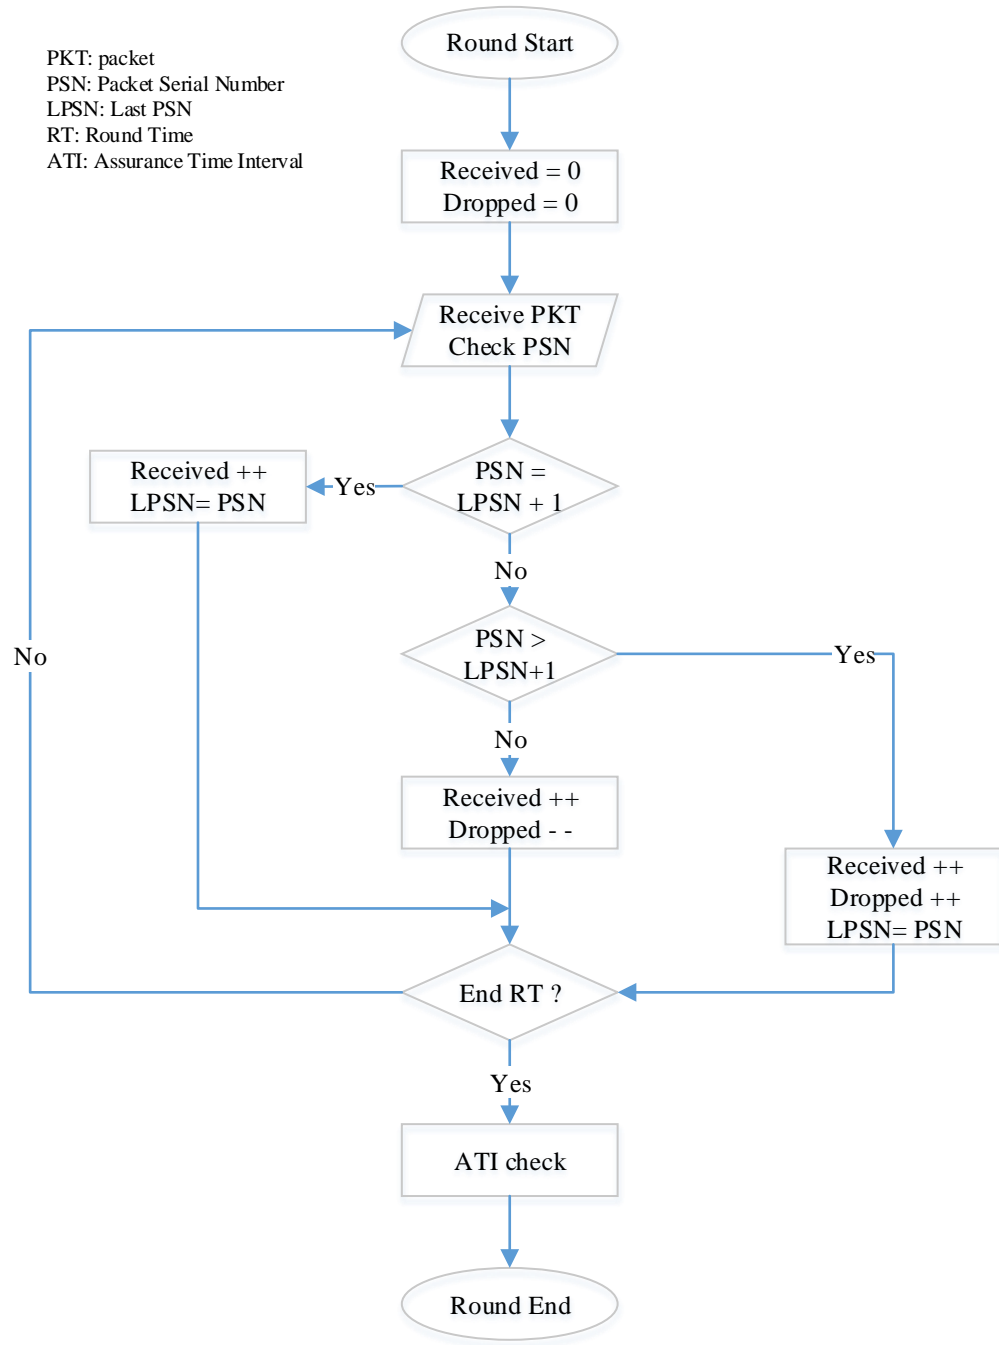 PKT: packet
PSN: Packet Serial Number
LPSN: Last PSN
RT: Round Time
ATI: Assurance Time Interval
Round Start
Received = 0
Dropped = 0
Receive PKT
Check PSN
PSN =
LPSN + 1
Yes
Received ++
LPSN= PSN
No
PSN >
LPSN+1
Yes
No
No
Received ++
Dropped - -
Received ++
Dropped ++
LPSN= PSN
End RT ?
Yes
ATI check
Round End